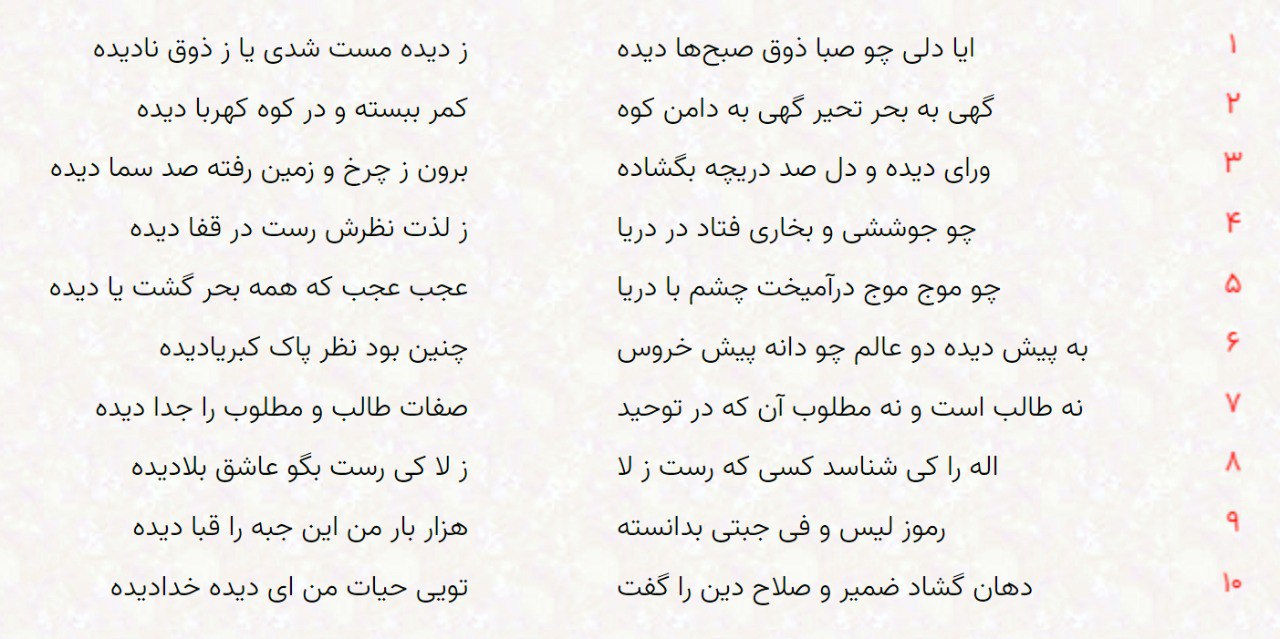 ۱ ایا دلی چو صبا ذوق صبح‌ها دیده ز دیده مست شدی یا ز ذوق نادیده
۲ گهی به بحر تحیر گهی به دامن کوه کمر ببسته و در کوه کهربا دیده
۳ ورای دیده و دل صد دریچه بگشاده برون ز چرخ و زمین رفته صد سما دیده
۴ چو جوششی و بخاری فتاد در دریا ز لذت نظرش رست در قفا دیده
۵ چو موج موج درآمیخت چشم با دریا عجب عجب که همه بحر گشت یا دیده
۶ به پیش دیده دو عالم چو دانه پیش خروس چنین بود نظر پاک کبریادیده
۷ نه طالب است و نه مطلوب آن که در توحید صفات طالب و مطلوب را جدا دیده
۸ اله را کی شناسد کسی که رست ز لا ز لا کی رست بگو عاشق بلادیده
۹ رموز لیس و فی جبتی بدانسته هزار بار من این جبه را قبا دیده
۱۰ دهان گشاد ضمیر و صلاح دین را گفت تویی حیات من ای دیده خدادیده